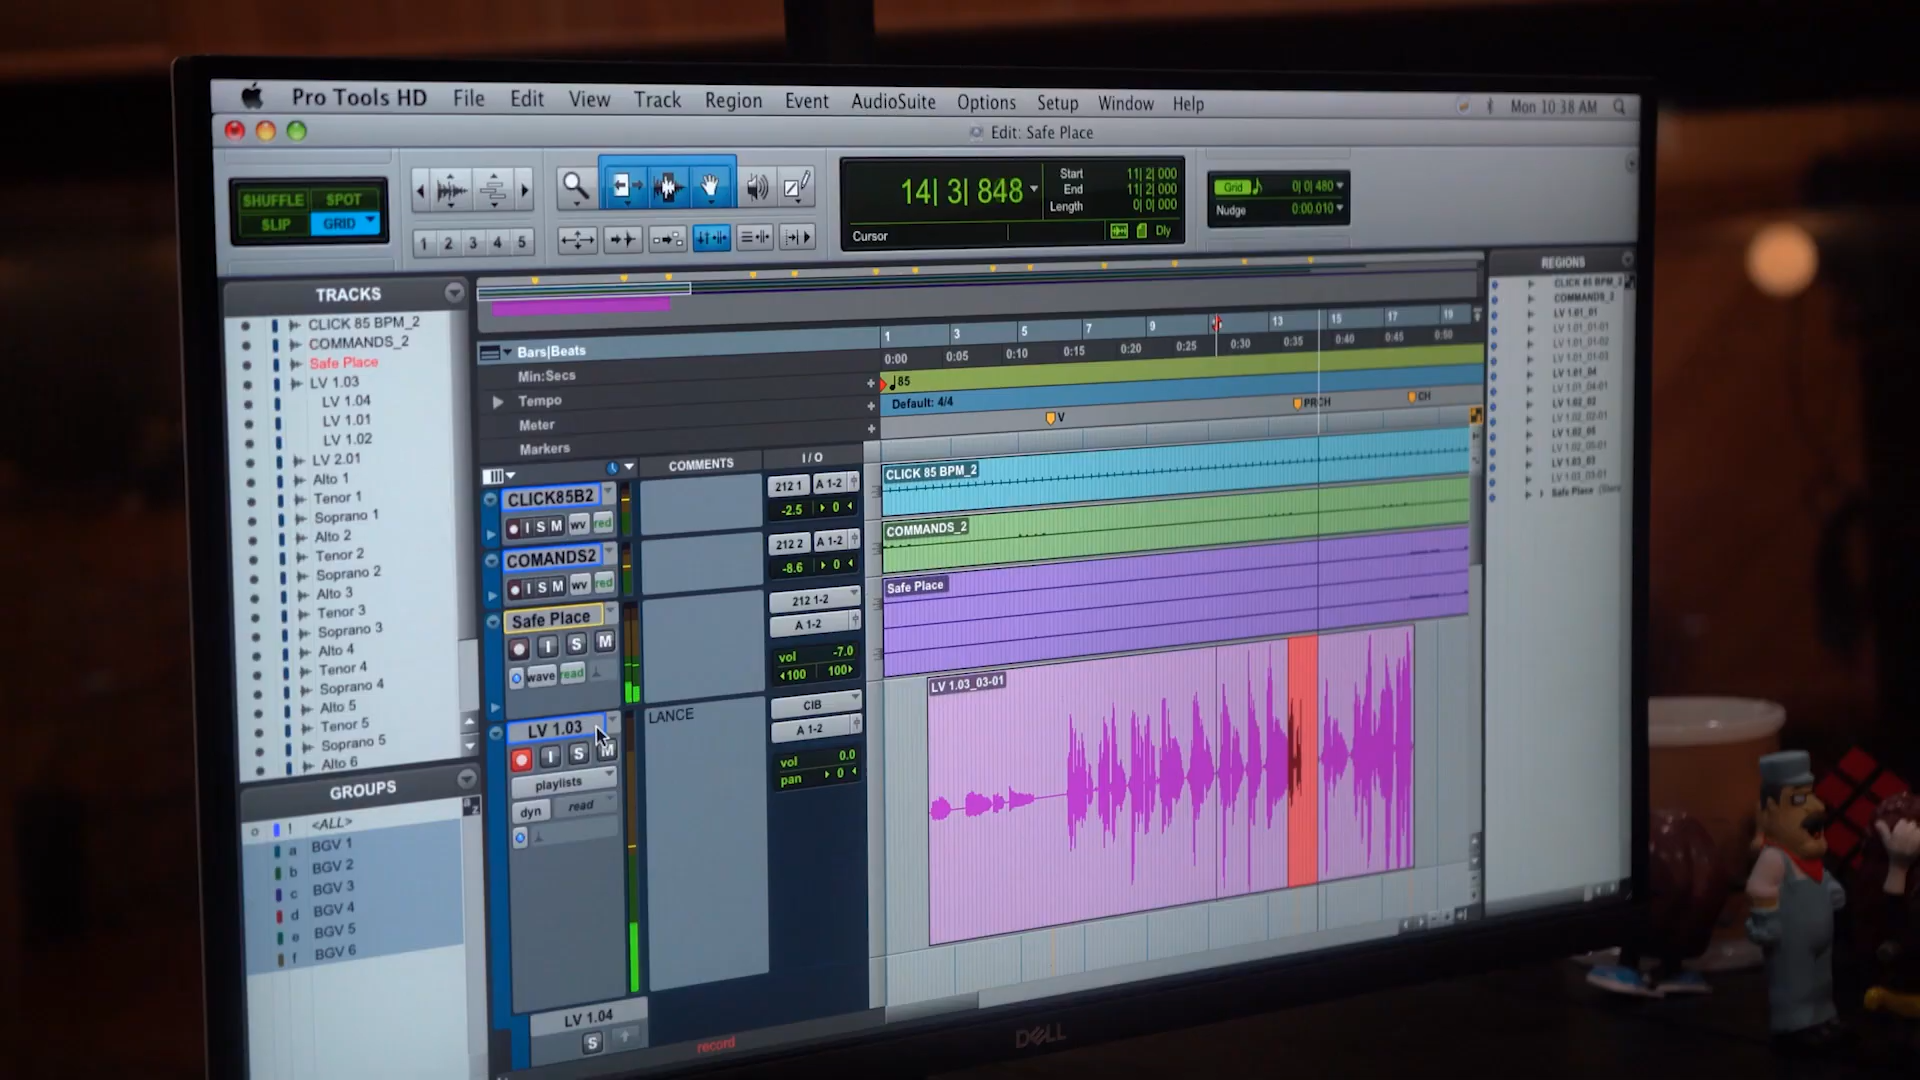 Pro Tools HD File Edit View Track Region Event AudioSuite Options Setup Window Help Mon 10:38 AM
Edit: Safe Place
SHUFFLE SPOT
SLIP GRID
1 2 3 4 5
14| 3| 848
Start 11| 2| 000
End 11| 2| 000
Length 0| 0| 000
Cursor
Dly
Grid 0| 0| 480
Nudge 0:00.010
TRACKS
CLICK 85 BPM_2
COMMANDS_2
Safe Place
LV 1.03
LV 1.04
LV 1.01
LV 1.02
LV 2.01
Alto 1
Tenor 1
Soprano 1
Alto 2
Tenor 2
Soprano 2
Alto 3
Tenor 3
Soprano 3
Alto 4
Tenor 4
Soprano 4
Alto 5
Tenor 5
Soprano 5
Alto 6
GROUPS
! <ALL>
a BGV 1
b BGV 2
c BGV 3
d BGV 4
e BGV 5
f BGV 6
Bars|Beats
Min:Secs
Tempo
Meter
Markers
1 3 5 7 9 13 15 17 19
0:00 0:05 0:10 0:15 0:20 0:25 0:30 0:35 0:40 0:45 0:50
85
Default: 4/4
V PRCH CH
COMMENTS
I / O
CLICK85B2
I S M wv red
212 1 A 1-2
-2.5 0
COMANDS2
I S M wv red
212 2 A 1-2
-8.6 0
Safe Place
I S M
wave read
212 1-2
A 1-2
vol -7.0
100 100
LV 1.03
I S M
playlists
dyn read
LANCE
CIB
A 1-2
vol 0.0
pan 0
LV 1.04
S
record
CLICK 85 BPM_2
COMMANDS_2
Safe Place
LV 1.03_03-01
REGIONS
CLICK 85 BPM_2
COMMANDS_2
LV 1.01_01
LV 1.01_01-01
LV 1.01_01-02
LV 1.01_01-03
LV 1.01_04
LV 1.01_04-01
LV 1.02_02
LV 1.02_02-01
LV 1.02_05
LV 1.02_05-01
LV 1.03_03
LV 1.03_03-01
Safe Place
DELL